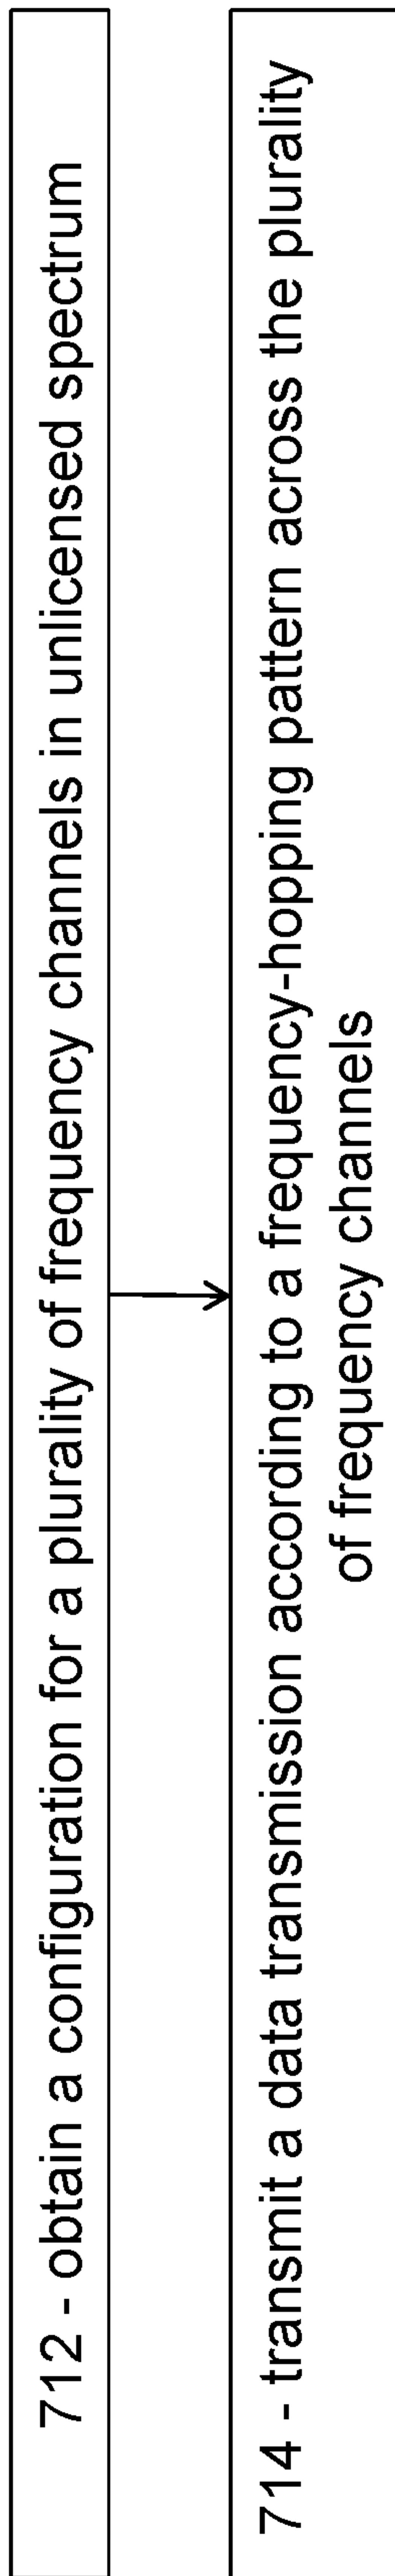 712 - obtain a configuration for a plurality of frequency channels in unlicensed spectrum
714 - transmit a data transmission according to a frequency-hopping pattern across the plurality
of frequency channels